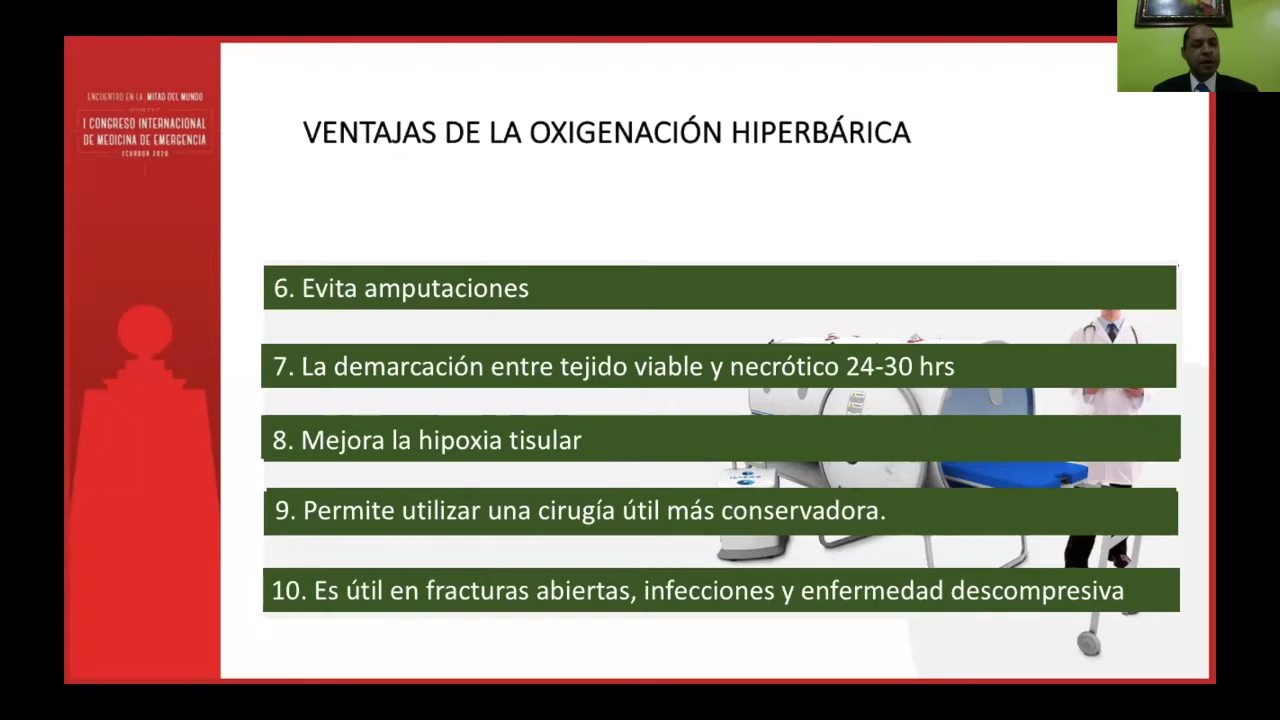 ENCUENTRO EN LA MITAD DEL MUNDO
I CONGRESO INTERNACIONAL
DE MEDICINA DE EMERGENCIA
ECUADOR 2020
VENTAJAS DE LA OXIGENACIÓN HIPERBÁRICA
6. Evita amputaciones
7. La demarcación entre tejido viable y necrótico 24-30 hrs
8. Mejora la hipoxia tisular
9. Permite utilizar una cirugía útil más conservadora.
10. Es útil en fracturas abiertas, infecciones y enfermedad descompresiva